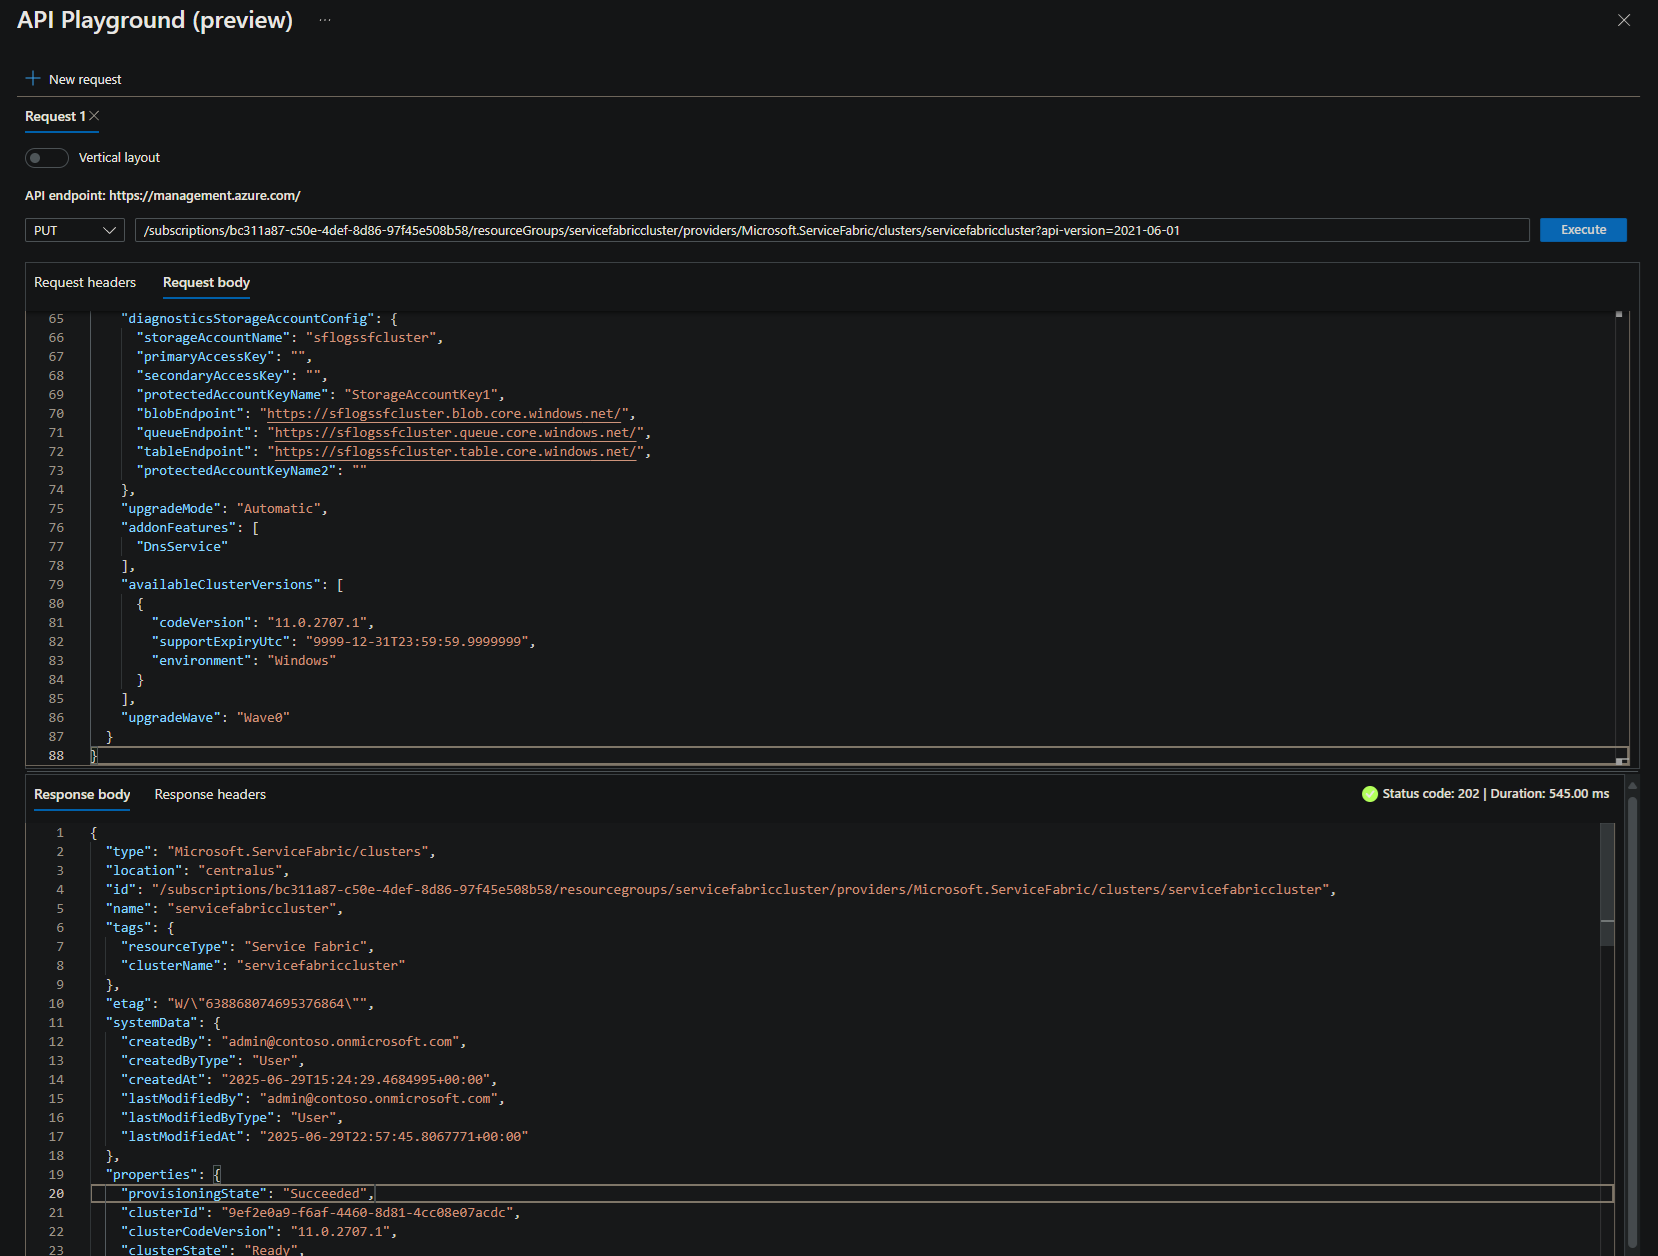 API Playground (preview) ...
New request
Request 1
Vertical layout
API endpoint: https://management.azure.com/
PUT /subscriptions/bc311a87-c50e-4def-8d86-97f45e508b58/resourceGroups/servicefabriccluster/providers/Microsoft.ServiceFabric/clusters/servicefabriccluster?api-version=2021-06-01 Execute
Request headers Request body
65 "diagnosticsStorageAccountConfig": {
66 "storageAccountName": "sflogssfcluster",
67 "primaryAccessKey": "",
68 "secondaryAccessKey": "",
69 "protectedAccountKeyName": "StorageAccountKey1",
70 "blobEndpoint": "https://sflogssfcluster.blob.core.windows.net/",
71 "queueEndpoint": "https://sflogssfcluster.queue.core.windows.net/",
72 "tableEndpoint": "https://sflogssfcluster.table.core.windows.net/",
73 "protectedAccountKeyName2": ""
74 },
75 "upgradeMode": "Automatic",
76 "addonFeatures": [
77 "DnsService"
78 ],
79 "availableClusterVersions": [
80 {
81 "codeVersion": "11.0.2707.1",
82 "supportExpiryUtc": "9999-12-31T23:59:59.9999999",
83 "environment": "Windows"
84 }
85 ],
86 "upgradeWave": "Wave0"
87 }
88 }
Response body Response headers Status code: 202 | Duration: 545.00 ms
1 {
2 "type": "Microsoft.ServiceFabric/clusters",
3 "location": "centralus",
4 "id": "/subscriptions/bc311a87-c50e-4def-8d86-97f45e508b58/resourcegroups/servicefabriccluster/providers/Microsoft.ServiceFabric/clusters/servicefabriccluster",
5 "name": "servicefabriccluster",
6 "tags": {
7 "resourceType": "Service Fabric",
8 "clusterName": "servicefabriccluster"
9 },
10 "etag": "W/\"638868074695376864\"",
11 "systemData": {
12 "createdBy": "admin@contoso.onmicrosoft.com",
13 "createdByType": "User",
14 "createdAt": "2025-06-29T15:24:29.4684995+00:00",
15 "lastModifiedBy": "admin@contoso.onmicrosoft.com",
16 "lastModifiedByType": "User",
17 "lastModifiedAt": "2025-06-29T22:57:45.8067771+00:00"
18 },
19 "properties": {
20 "provisioningState": "Succeeded",
21 "clusterId": "9ef2e0a9-f6af-4460-8d81-4cc08e07acdc",
22 "clusterCodeVersion": "11.0.2707.1",
23 "clusterState": "Ready",